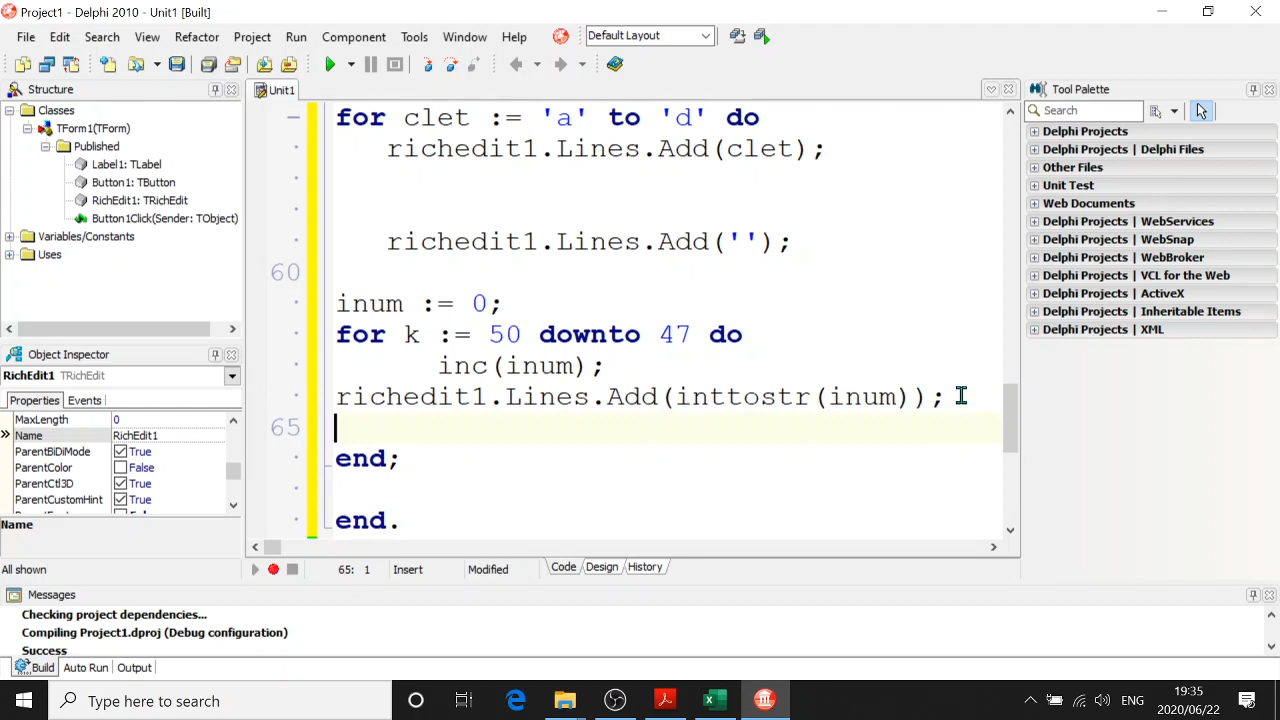 Project1 - Delphi 2010 - Unit1 [Built]
File Edit Search View Refactor Project Run Component Tools Window Help Default Layout
Structure
Classes
TForm1(TForm)
Published
Label1: TLabel
Button1: TButton
RichEdit1: TRichEdit
Button1Click(Sender: TObject)
Variables/Constants
Uses
Object Inspector
RichEdit1 TRichEdit
Properties Events
MaxLength 0
Name RichEdit1
ParentBiDiMode True
ParentColor False
ParentCtl3D True
ParentCustomHint True
Name
All shown
Unit1
for clet := 'a' to 'd' do
richedit1.Lines.Add(clet);
richedit1.Lines.Add('');
60
inum := 0;
for k := 50 downto 47 do
inc(inum);
richedit1.Lines.Add(inttostr(inum));
65
end;
end.
65: 1 Insert Modified Code Design History
Tool Palette
Search
Delphi Projects
Delphi Projects | Delphi Files
Other Files
Unit Test
Web Documents
Delphi Projects | WebServices
Delphi Projects | WebSnap
Delphi Projects | WebBroker
Delphi Projects | VCL for the Web
Delphi Projects | ActiveX
Delphi Projects | Inheritable Items
Delphi Projects | XML
Messages
Checking project dependencies...
Compiling Project1.dproj (Debug configuration)
Success
Build Auto Run Output
Type here to search
ENG
19:35
2020/06/22